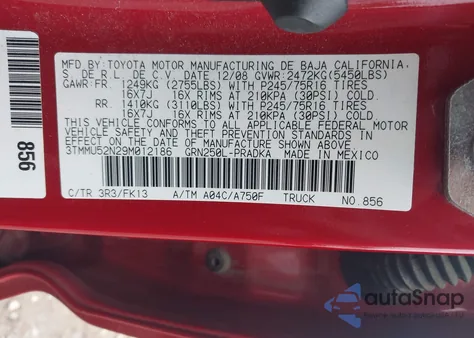 MFD BY TOYOTA MOTOR MANUFACTURING DE BAJA CALIFORNIA,
S. DE R.L. DE C.V. DATE 12/08 GVWR:2472KG(5450LBS)
GAWR FR. 1249KG (2755LBS) WITH P245/75R16 TIRES
16X7J 16X RIMS AT 210KPA (30PSI) COLD
RR. 1410KG (3110LBS) WITH P245/75R16 TIRES
16X7J 16X RIMS AT 210KPA (30PSI) COLD
THIS VEHICLE CONFORMS TO ALL APPLICABLE FEDERAL MOTOR
VEHICLE SAFETY STANDARDS IN EFFECT ON THE DATE OF
MANUFACTURE SHOWN ABOVE.
3TMMU52N29M012186 GRN250L-PRADKA MADE IN MEXICO
C/TR 3R3/FK13 A/TM A04C/A750F TRUCK NO.856
856
autoSnap